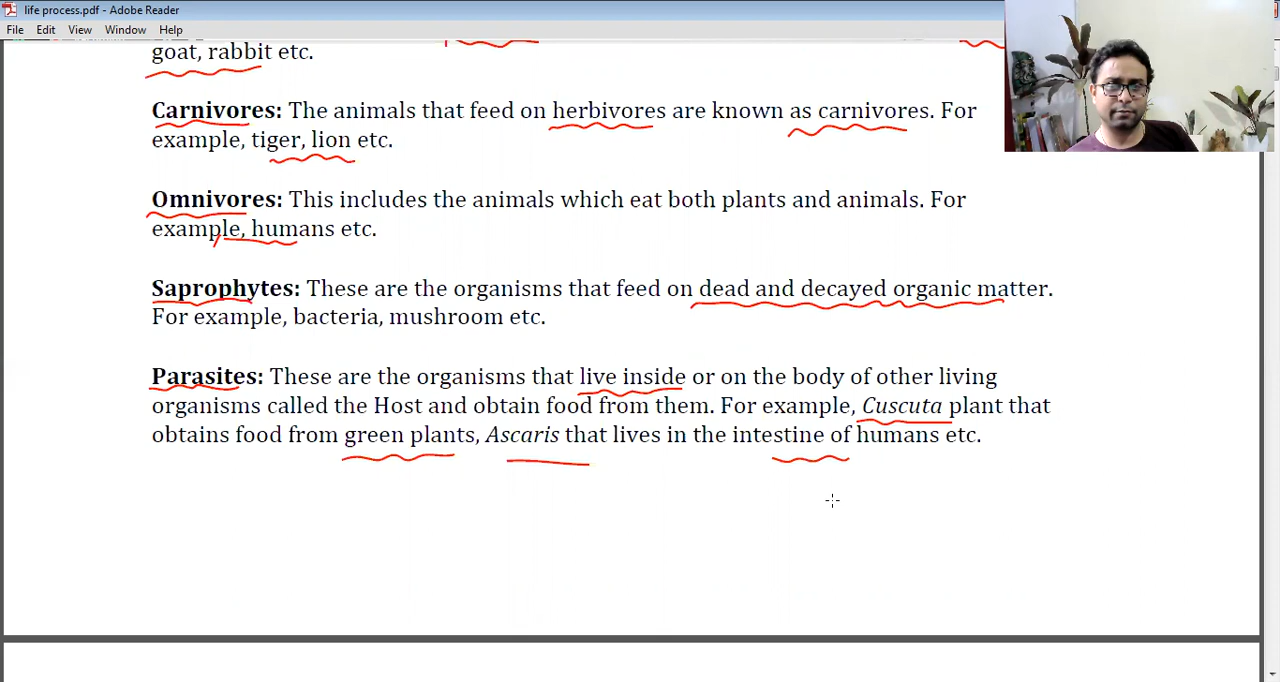 life process.pdf - Adobe Reader
File Edit View Window Help
goat, rabbit etc.
Carnivores: The animals that feed on herbivores are known as carnivores. For
example, tiger, lion etc.
Omnivores: This includes the animals which eat both plants and animals. For
example, humans etc.
Saprophytes: These are the organisms that feed on dead and decayed organic matter.
For example, bacteria, mushroom etc.
Parasites: These are the organisms that live inside or on the body of other living
organisms called the Host and obtain food from them. For example, Cuscuta plant that
obtains food from green plants, Ascaris that lives in the intestine of humans etc.